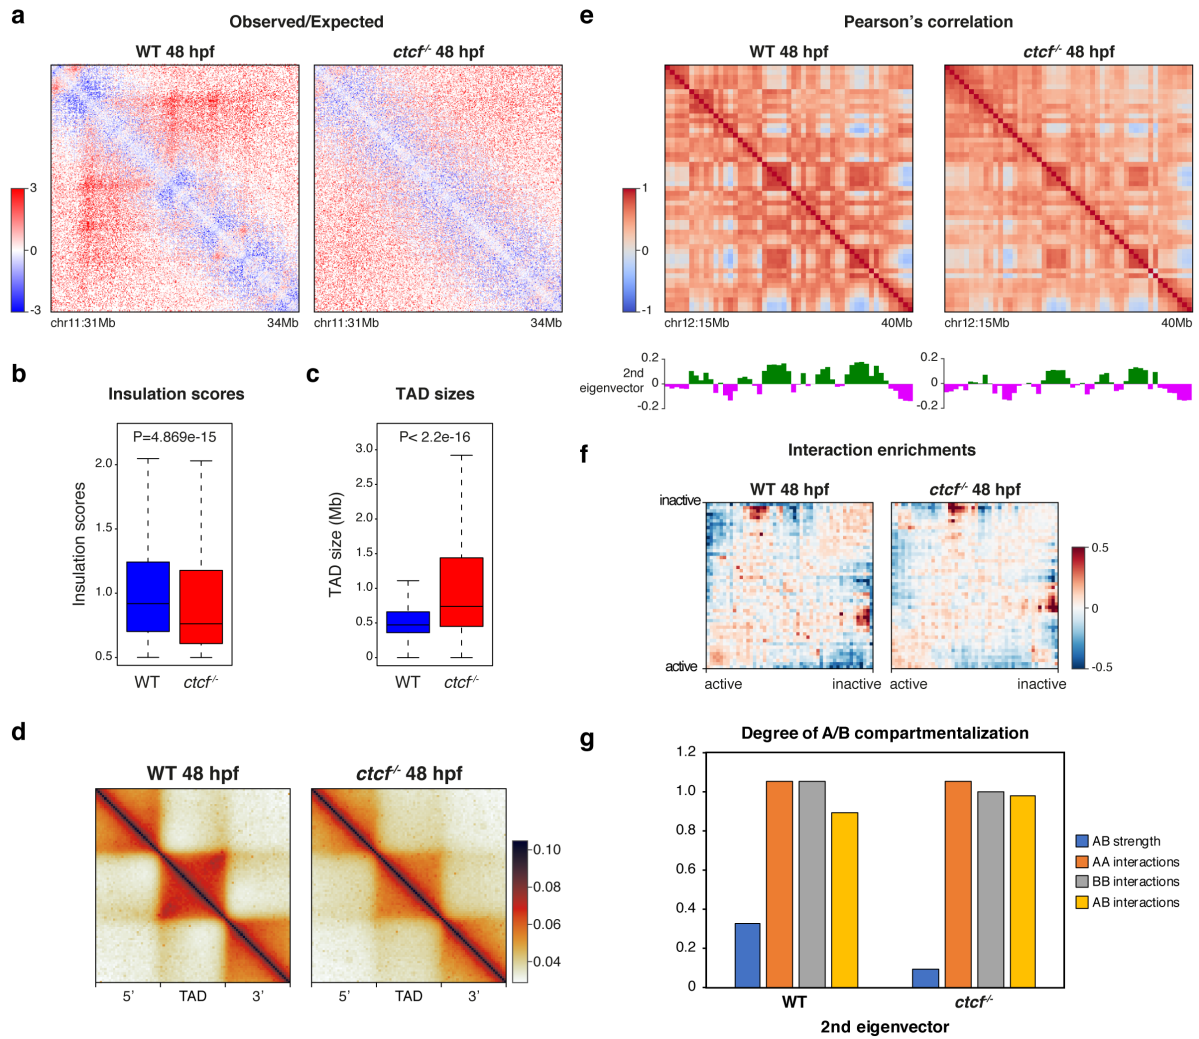 a
Observed/Expected
WT 48 hpf
ctcf-/- 48 hpf
3
0
-3
chr11:31Mb
34Mb
chr11:31Mb
34Mb
b
Insulation scores
P=4.869e-15
Insulation scores
2.0
1.5
1.0
0.5
WT
ctcf-/-
c
TAD sizes
P< 2.2e-16
TAD size (Mb)
3.0
2.5
2.0
1.5
1.0
0.5
0
WT
ctcf-/-
d
WT 48 hpf
ctcf-/- 48 hpf
0.10
0.08
0.06
0.04
5’
TAD
3’
5’
TAD
3’
e
Pearson’s correlation
WT 48 hpf
ctcf-/- 48 hpf
1
0
-1
chr12:15Mb
40Mb
chr12:15Mb
40Mb
2nd
eigenvector
0.2
0
-0.2
0.2
0
-0.2
f
Interaction enrichments
WT 48 hpf
ctcf-/- 48 hpf
inactive
active
active
inactive
active
inactive
0.5
0
-0.5
g
Degree of A/B compartmentalization
1.2
1.0
0.8
0.6
0.4
0.2
0
WT
ctcf-/-
2nd eigenvector
AB strength
AA interactions
BB interactions
AB interactions